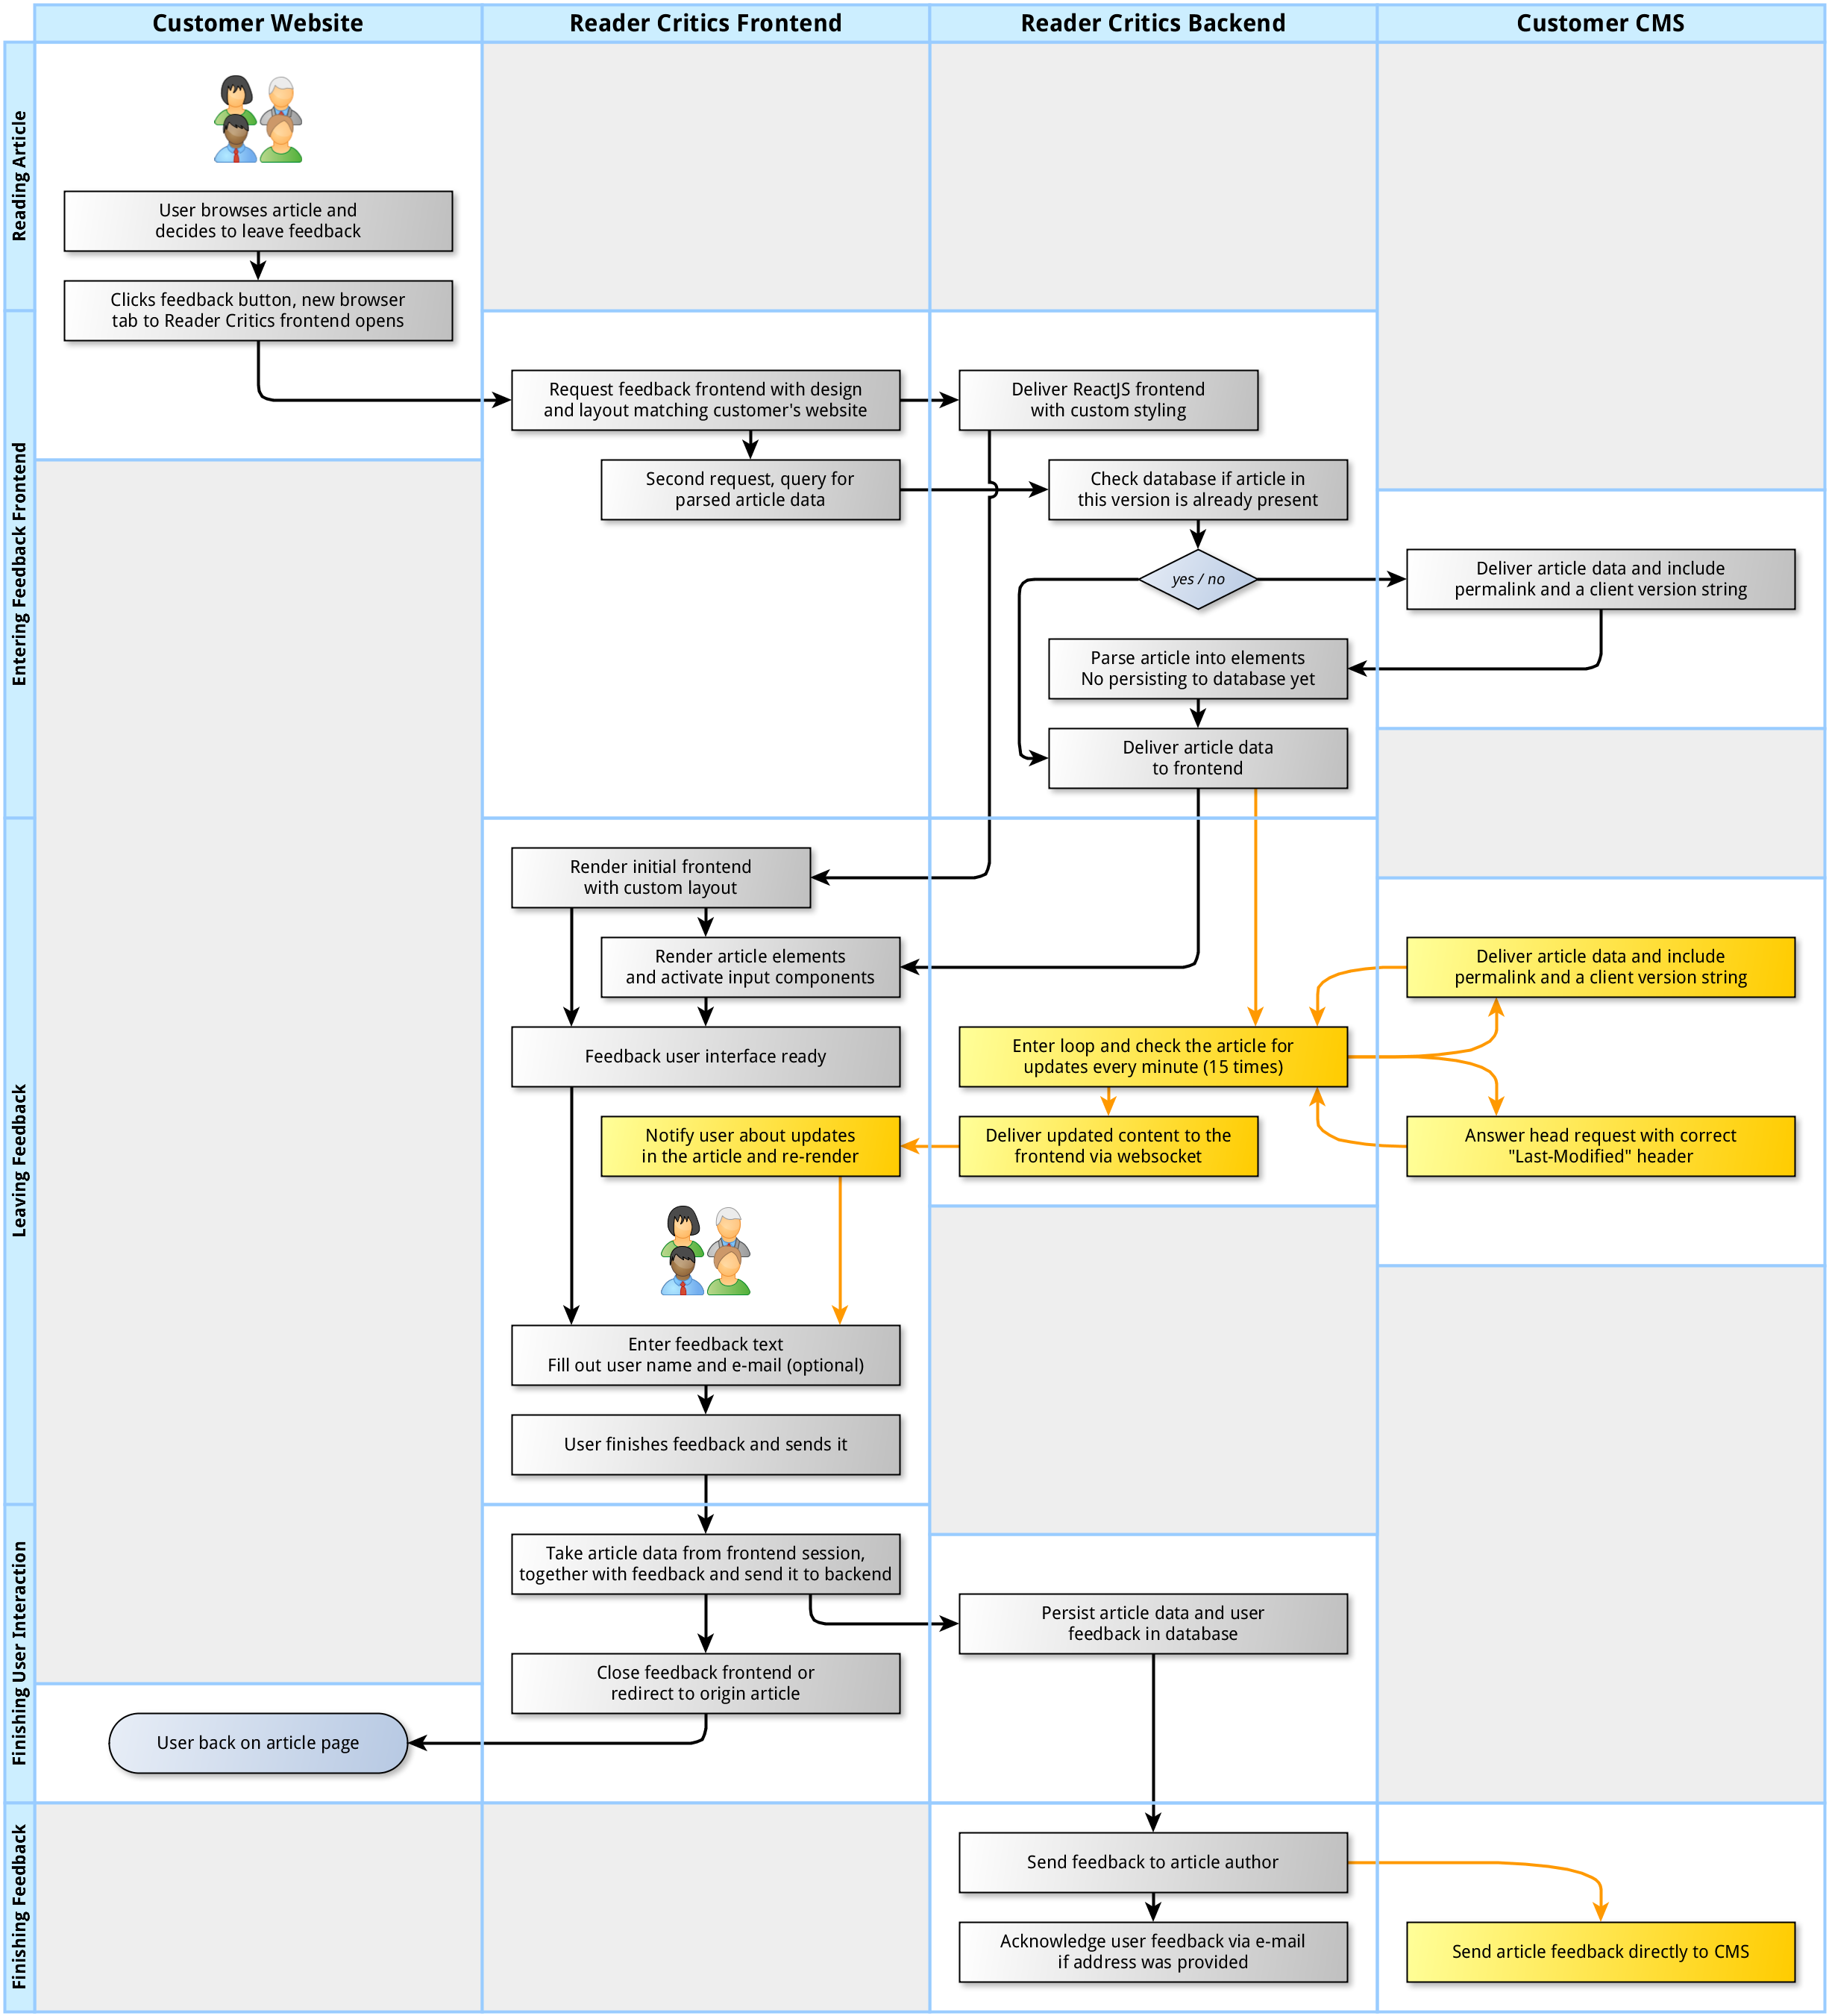 Customer Website
Reader Critics Frontend
Reader Critics Backend
Customer CMS
Reading Article
User browses article and
decides to leave feedback
Clicks feedback button, new browser
tab to Reader Critics frontend opens
Entering Feedback Frontend
Request feedback frontend with design
and layout matching customer's website
Deliver ReactJS frontend
with custom styling
Second request, query for
parsed article data
Check database if article in
this version is already present
yes / no
Deliver article data and include
permalink and a client version string
Parse article into elements
No persisting to database yet
Deliver article data
to frontend
Leaving Feedback
Render initial frontend
with custom layout
Render article elements
and activate input components
Deliver article data and include
permalink and a client version string
Feedback user interface ready
Enter loop and check the article for
updates every minute (15 times)
Notify user about updates
in the article and re-render
Deliver updated content to the
frontend via websocket
Answer head request with correct
"Last-Modified" header
Enter feedback text
Fill out user name and e-mail (optional)
User finishes feedback and sends it
Finishing User Interaction
Take article data from frontend session,
together with feedback and send it to backend
Persist article data and user
feedback in database
Close feedback frontend or
redirect to origin article
User back on article page
Finishing Feedback
Send feedback to article author
Acknowledge user feedback via e-mail
if address was provided
Send article feedback directly to CMS